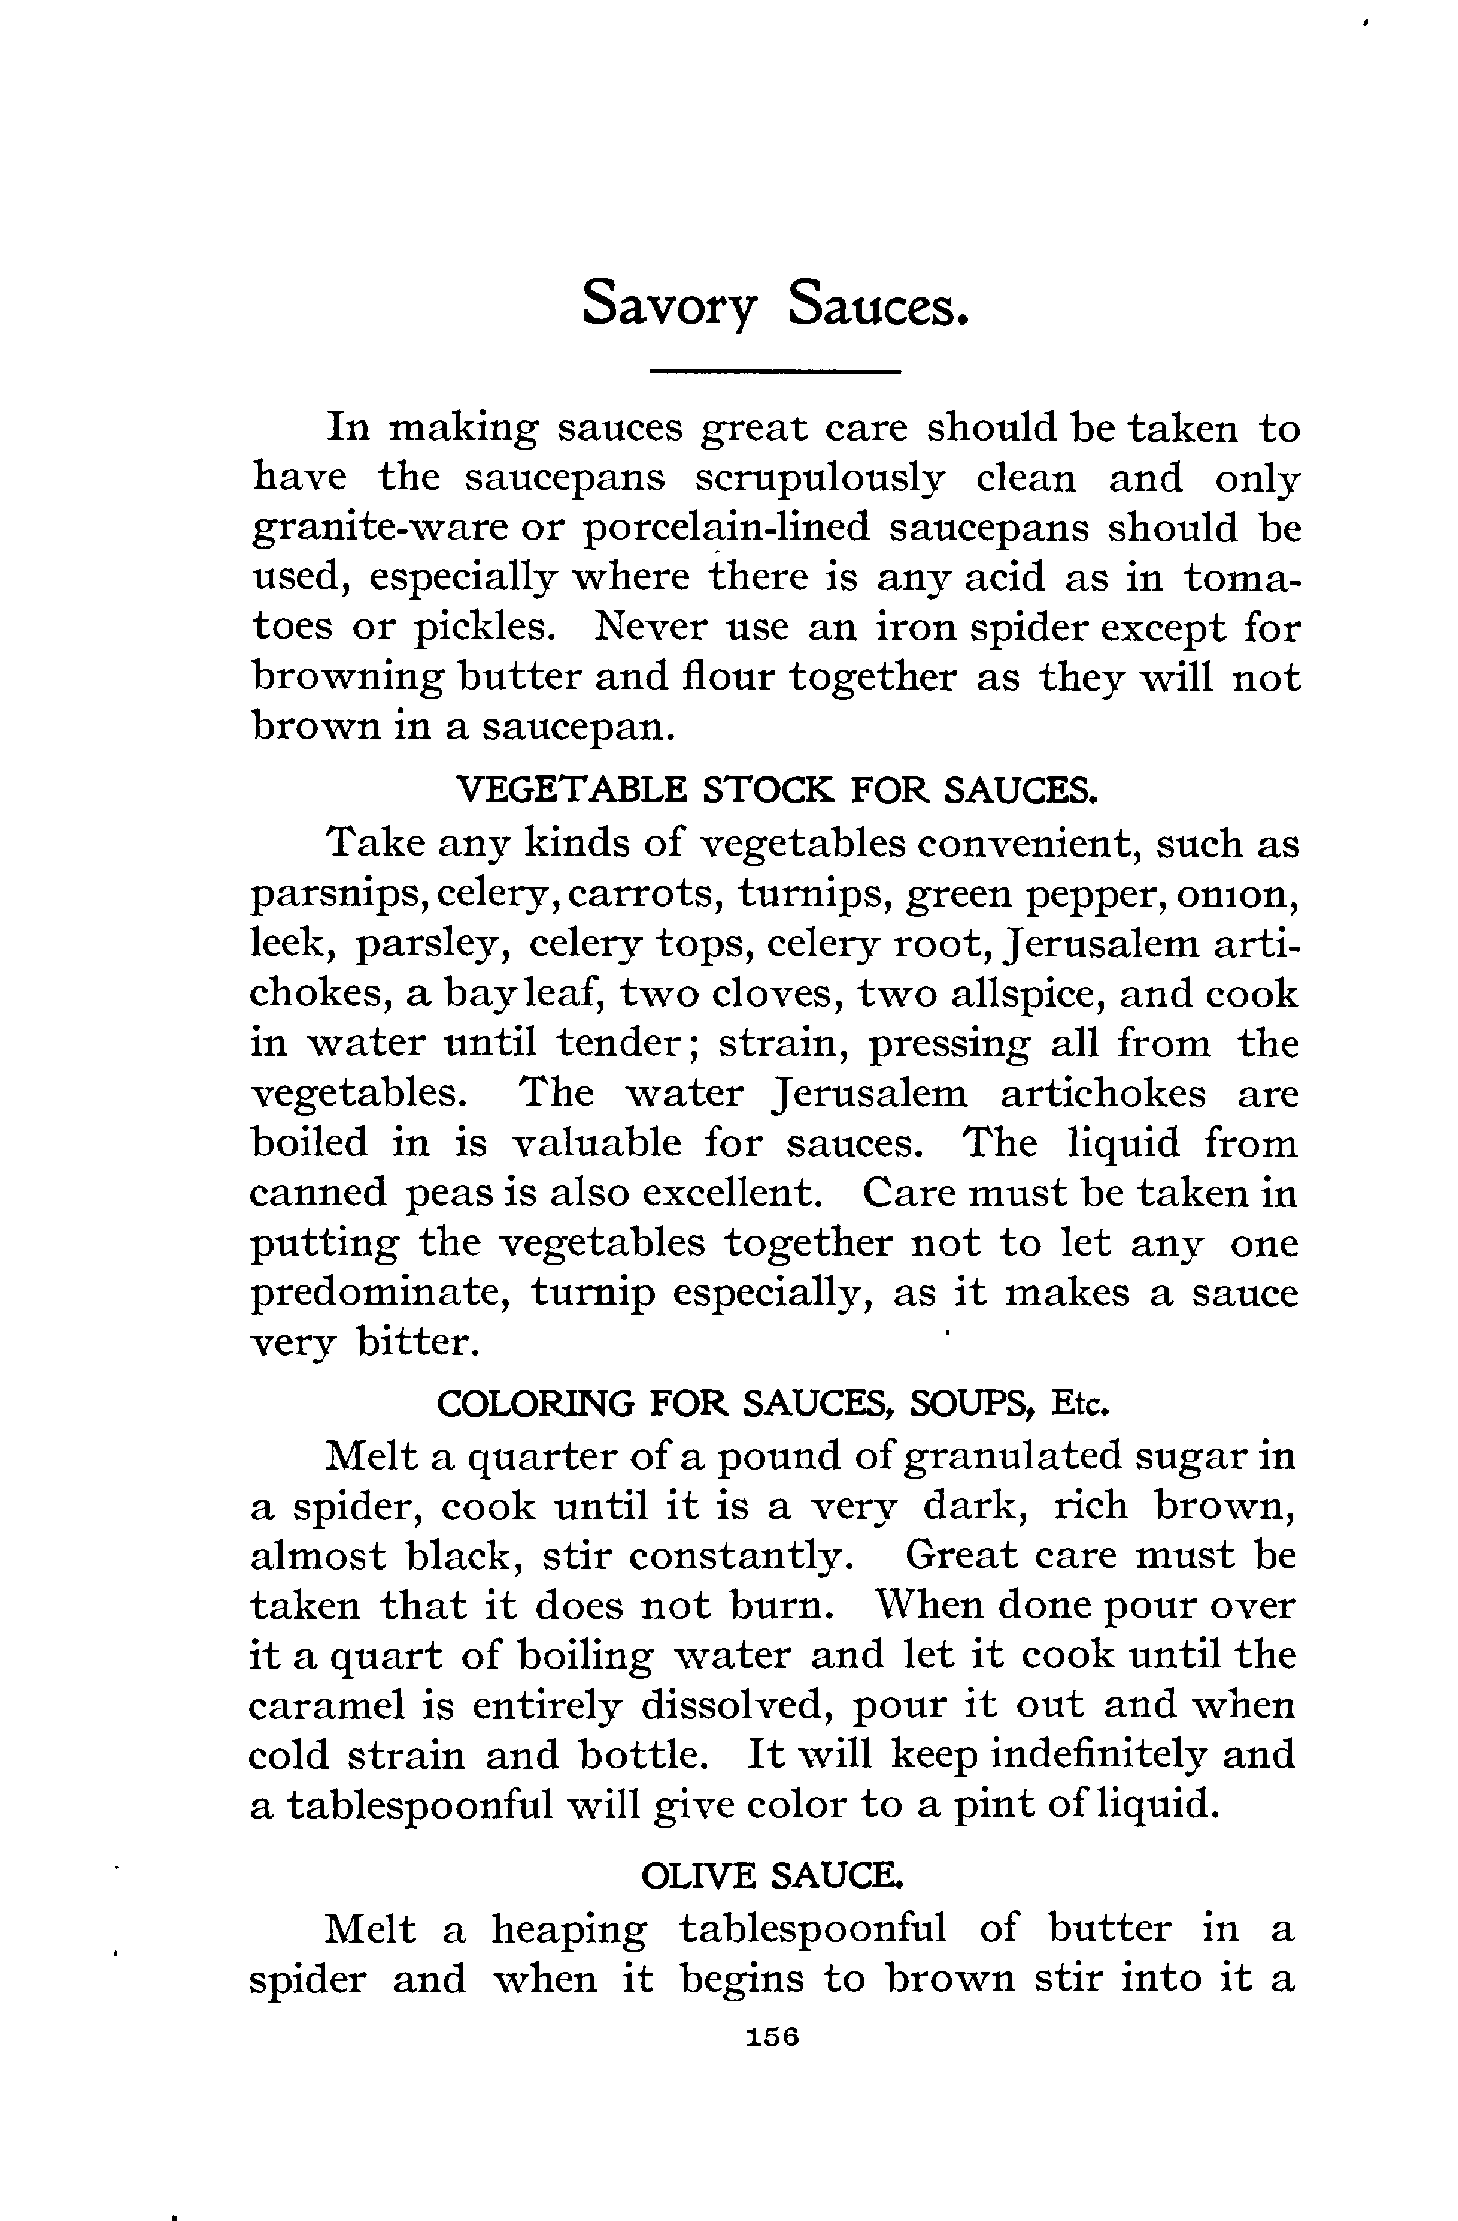 Savory Sauces.
In making sauces great care should be taken to
have the saucepans scrupulously clean and only
granite-ware or porcelain-lined saucepans should be
used, especially where there is any acid as in toma-
toes or pickles. Never use an iron spider except for
browning butter and flour together as they will not
brown in a saucepan.
VEGETABLE STOCK FOR SAUCES.
Take any kinds of vegetables convenient, such as
parsnips, celery, carrots, turnips, green pepper, onion,
leek, parsley, celery tops, celery root, Jerusalem arti-
chokes, a bay leaf, two cloves, two allspice, and cook
in water until tender; strain, pressing all from the
vegetables. The water Jerusalem artichokes are
boiled in is valuable for sauces. The liquid from
canned peas is also excellent. Care must be taken in
putting the vegetables together not to let any one
predominate, turnip especially, as it makes a sauce
very bitter.
COLORING FOR SAUCES, SOUPS, Etc.
Melt a quarter of a pound of granulated sugar in
a spider, cook until it is a very dark, rich brown,
almost black, stir constantly. Great care must be
taken that it does not burn. When done pour over
it a quart of boiling water and let it cook until the
caramel is entirely dissolved, pour it out and when
cold strain and bottle. It will keep indefinitely and
a tablespoonful will give color to a pint of liquid.
OLIVE SAUCE.
Melt a heaping tablespoonful of butter in a
spider and when it begins to brown stir into it a
156